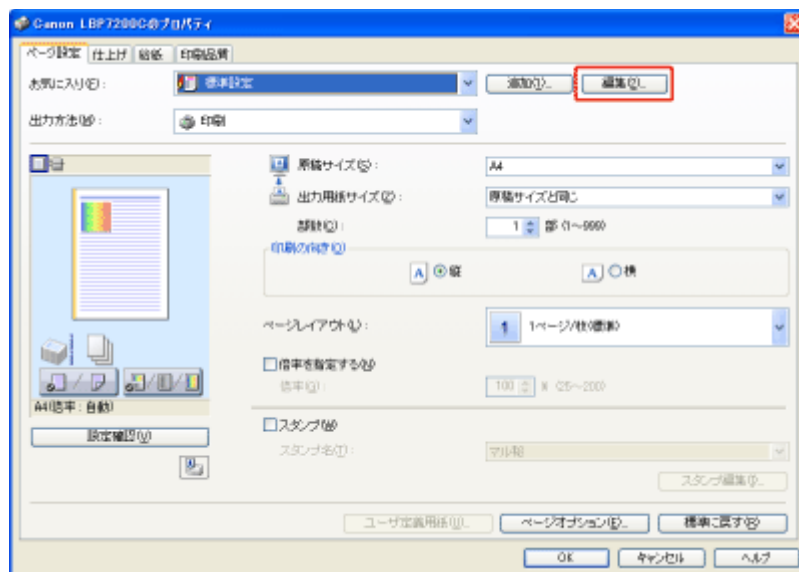 Canon LBP7200Cのプロパティ
ページ設定 仕上げ 給紙 印刷品質
お気に入り(F): 標準設定 追加(1)... 編集(2)...
出力方法(M): 印刷
原稿サイズ(S): A4
出力用紙サイズ(Z): 原稿サイズと同じ
部数(C): 1 部 (1～999)
印刷の向き(O)
A 縦 A 横
ページレイアウト(L): 1 1ページ/枚(標準)
倍率を指定する(N)
倍率(G): 100 % (25～200)
A4(倍率:自動)
設定確認(V)
スタンプ(W)
スタンプ名(T): マル秘
スタンプ編集(I)...
ユーザ定義用紙(U)... ページオプション(E)... 標準に戻す(R)
OK キャンセル ヘルプ